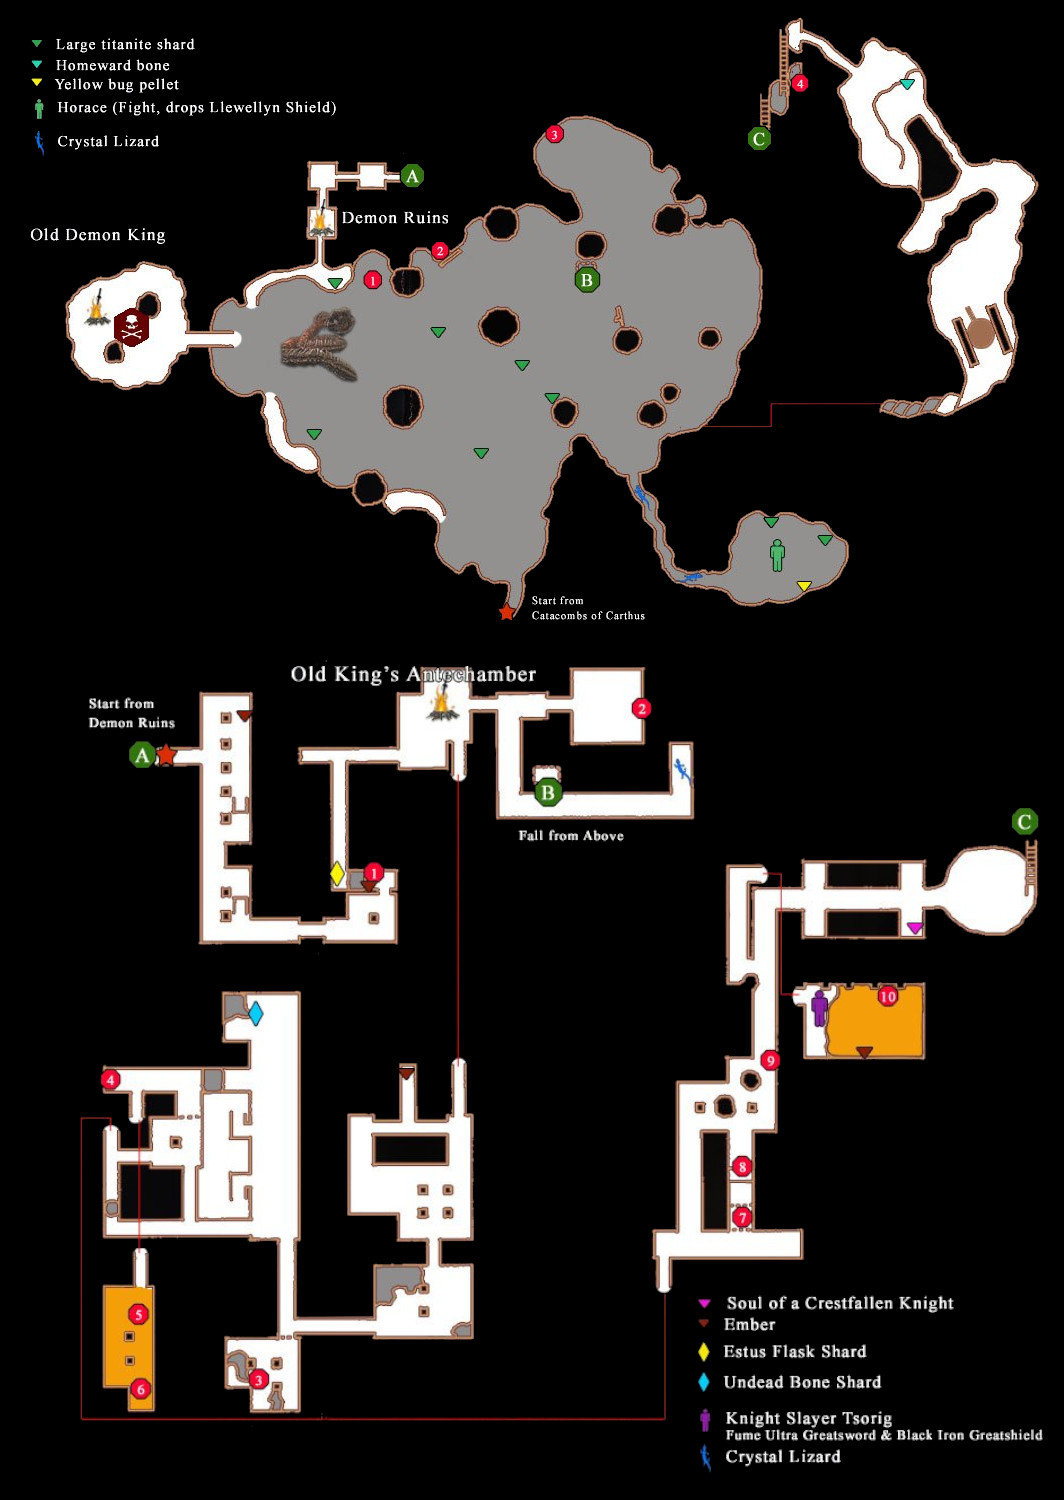 Large titanite shard
Homeward bone
Yellow bug pellet
Horace (Fight, drops Llewellyn Shield)
Crystal Lizard
4
C
3
A
Demon Ruins
Old Demon King
2
1
B
Start from
Catacombs of Carthus
Old King's Antechamber
Start from
Demon Ruins
A
2
B
Fall from Above
1
C
10
9
4
8
7
5
6
3
Soul of a Crestfallen Knight
Ember
Estus Flask Shard
Undead Bone Shard
Knight Slayer Tsorig
Fume Ultra Greatsword & Black Iron Greatshield
Crystal Lizard